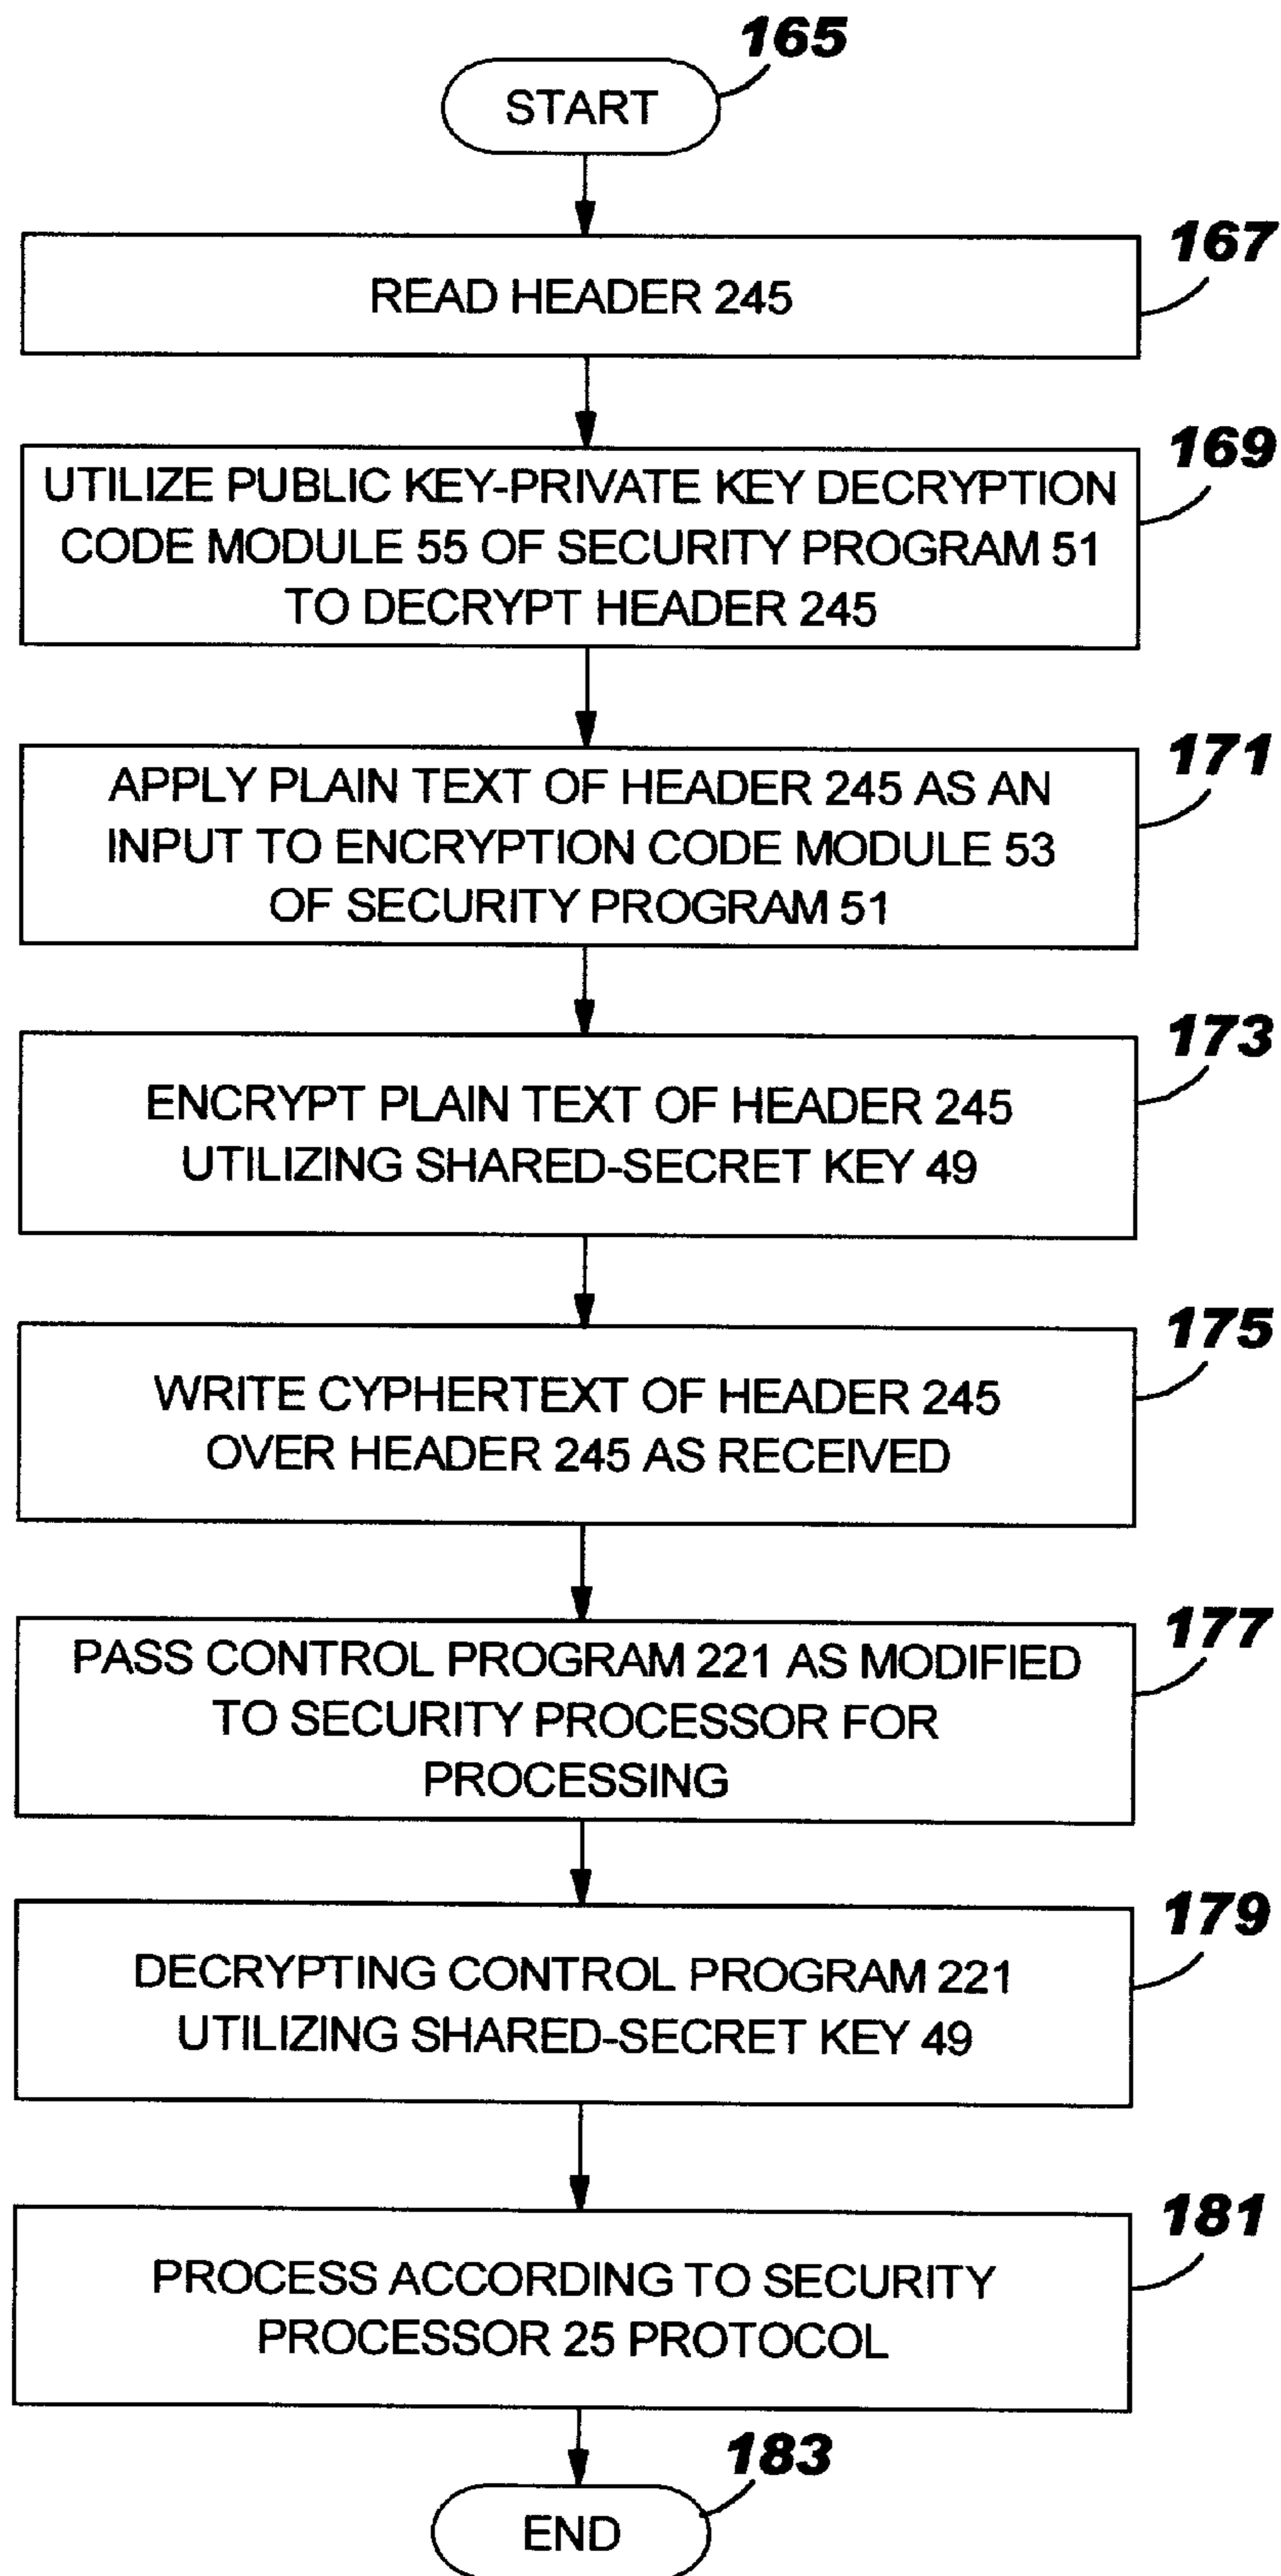 165
START
167
READ HEADER 245
169
UTILIZE PUBLIC KEY-PRIVATE KEY DECRYPTION
CODE MODULE 55 OF SECURITY PROGRAM 51
TO DECRYPT HEADER 245
171
APPLY PLAIN TEXT OF HEADER 245 AS AN
INPUT TO ENCRYPTION CODE MODULE 53
OF SECURITY PROGRAM 51
173
ENCRYPT PLAIN TEXT OF HEADER 245
UTILIZING SHARED-SECRET KEY 49
175
WRITE CYPHERTEXT OF HEADER 245
OVER HEADER 245 AS RECEIVED
177
PASS CONTROL PROGRAM 221 AS MODIFIED
TO SECURITY PROCESSOR FOR
PROCESSING
179
DECRYPTING CONTROL PROGRAM 221
UTILIZING SHARED-SECRET KEY 49
181
PROCESS ACCORDING TO SECURITY
PROCESSOR 25 PROTOCOL
183
END